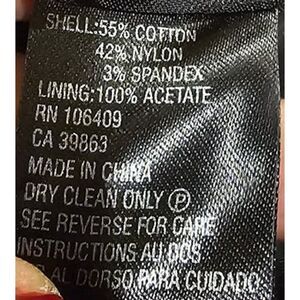 SHELL:55% COTTON
42% NYLON
3% SPANDEX
LINING:100% ACETATE
RN 106409
CA 39863
MADE IN CHINA
DRY CLEAN ONLY Ⓟ
SEE REVERSE FOR CARE
INSTRUCTIONS AU DOS
AL DORSO PARA CUIDADO